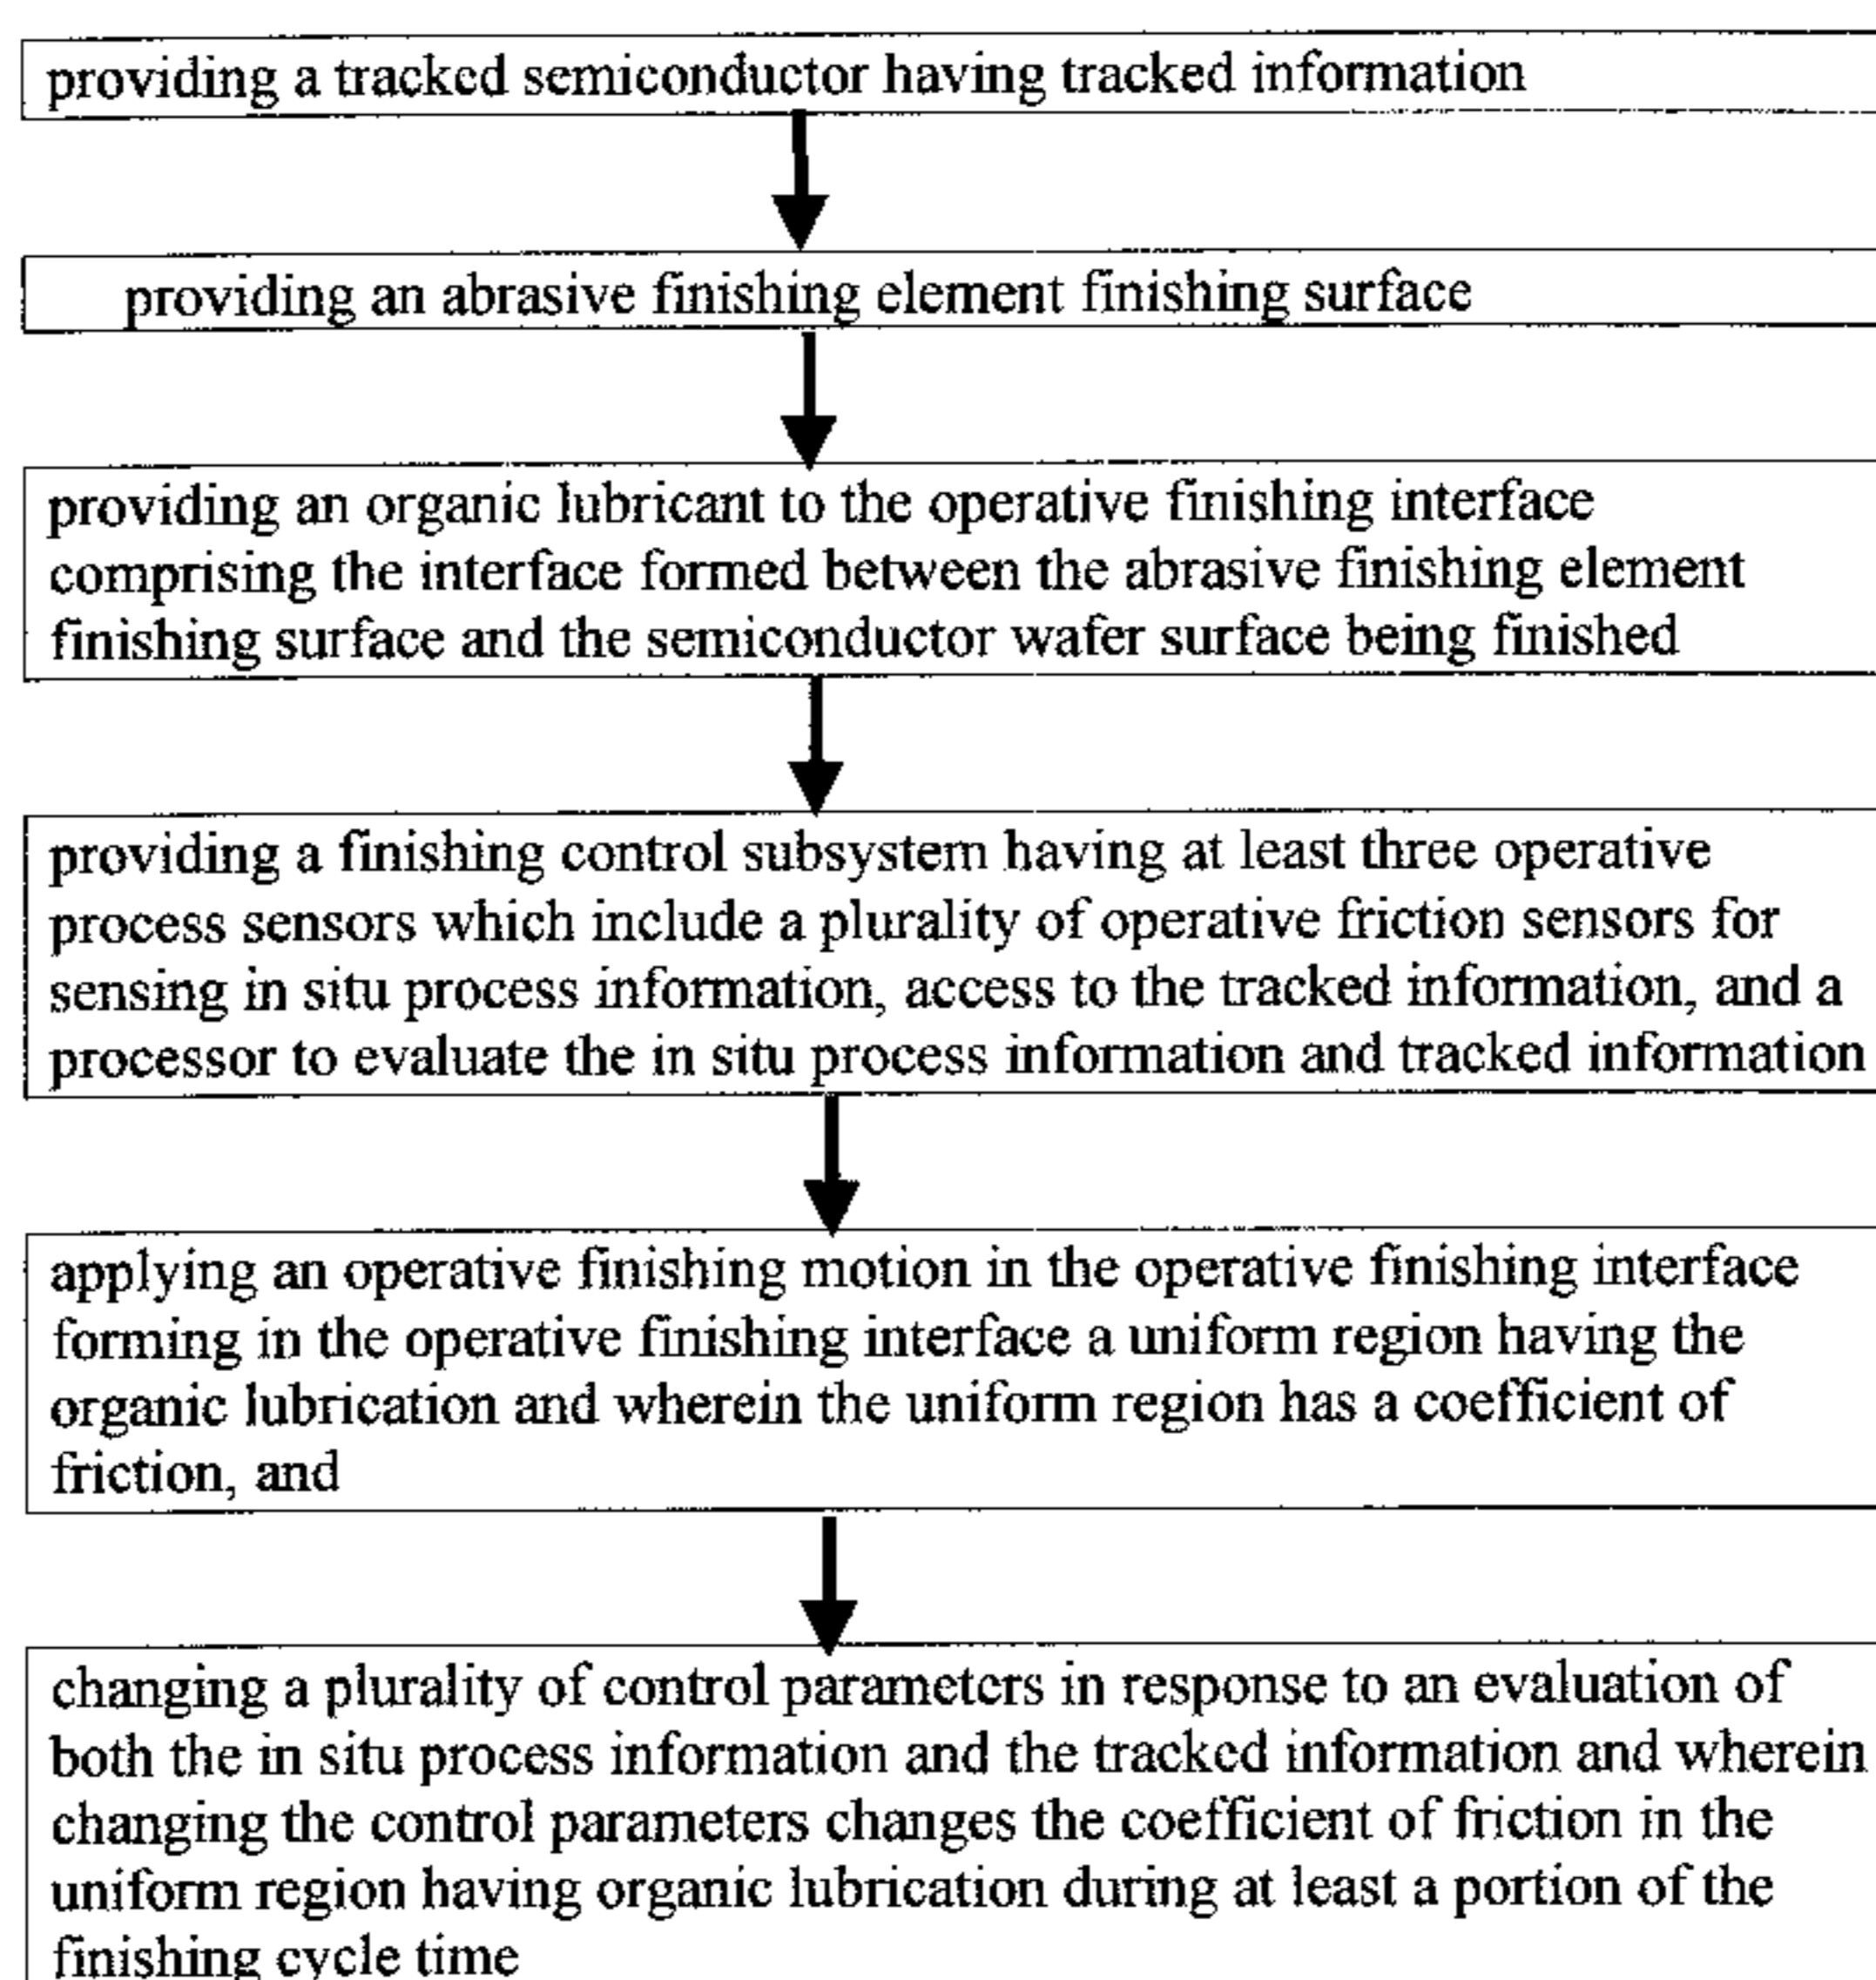 providing a tracked semiconductor having tracked information
providing an abrasive finishing element finishing surface
providing an organic lubricant to the operative finishing interface
comprising the interface formed between the abrasive finishing element
finishing surface and the semiconductor wafer surface being finished
providing a finishing control subsystem having at least three operative
process sensors which include a plurality of operative friction sensors for
sensing in situ process information, access to the tracked information, and a
processor to evaluate the in situ process information and tracked information
applying an operative finishing motion in the operative finishing interface
forming in the operative finishing interface a uniform region having the
organic lubrication and wherein the uniform region has a coefficient of
friction, and
changing a plurality of control parameters in response to an evaluation of
both the in situ process information and the tracked information and wherein
changing the control parameters changes the coefficient of friction in the
uniform region having organic lubrication during at least a portion of the
finishing cycle time